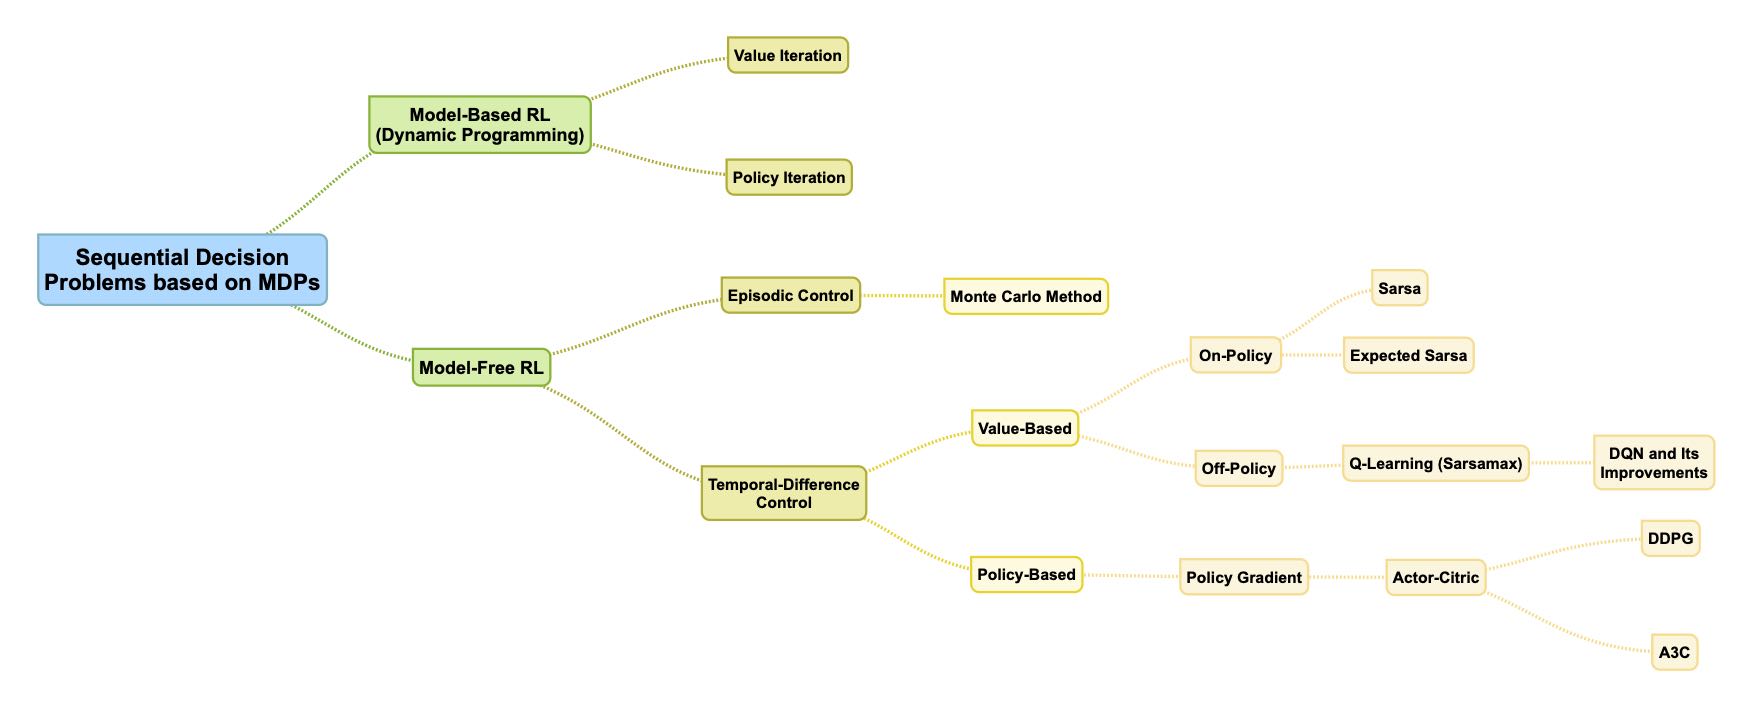 Value Iteration
Model-Based RL
(Dynamic Programming)
Policy Iteration
Sequential Decision
Problems based on MDPs
Episodic Control
Monte Carlo Method
Sarsa
On-Policy
Expected Sarsa
Model-Free RL
Value-Based
Off-Policy
Q-Learning (Sarsamax)
DQN and Its
Improvements
Temporal-Difference
Control
DDPG
Policy-Based
Policy Gradient
Actor-Citric
A3C